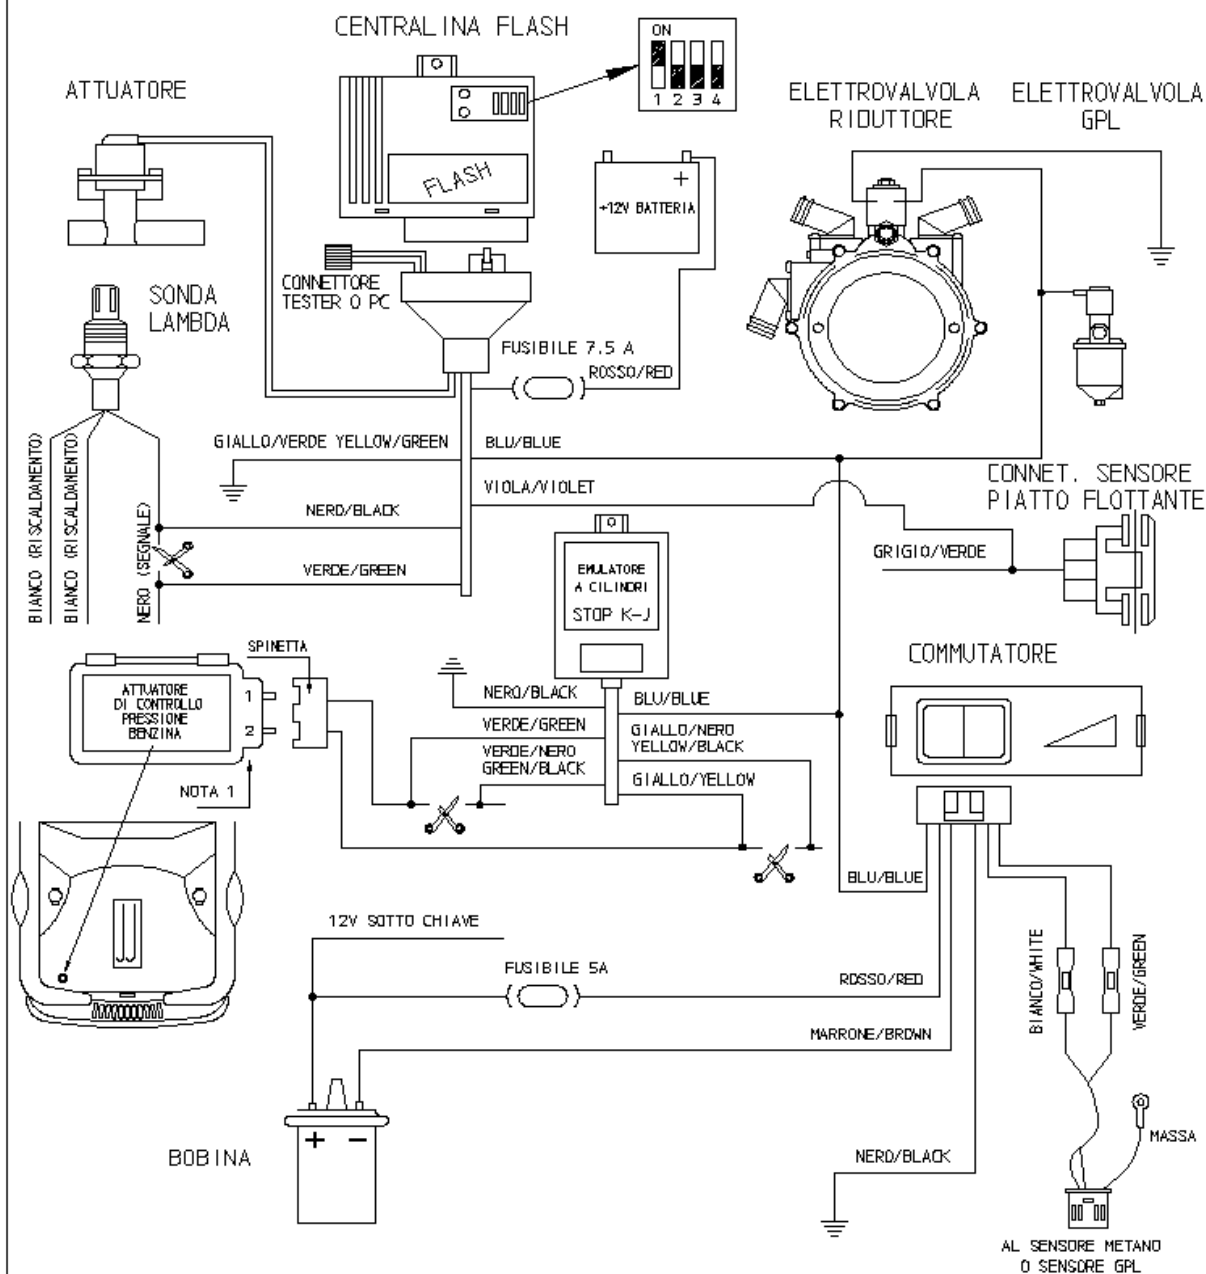 CENTRALINA FLASH
ON
1 2 3 4
ATTUATORE
ELETTROVALVOLA
RIDUTTORE
ELETTROVALVOLA
GPL
FLASH
+
+12V BATTERIA
CONNETTORE
TESTER O PC
SONDA
LAMBDA
FUSIBILE 7.5 A
ROSSO/RED
GIALLO/VERDE YELLOW/GREEN
BLU/BLUE
VIOLA/VIOLET
CONNET. SENSORE
PIATTO FLOTTANTE
NERO/BLACK
GRIGIO/VERDE
VERDE/GREEN
BIANCO (RISCALDAMENTO)
BIANCO (RISCALDAMENTO)
NERO (SEGNALE)
EMULATORE
A CILINDRI
STOP K-J
SPINETTA
COMMUTATORE
ATTUATORE
DI CONTROLLO
PRESSIONE
BENZINA
1
2
NERO/BLACK
BLU/BLUE
VERDE/GREEN
GIALLO/NERO
YELLOW/BLACK
VERDE/NERO
GREEN/BLACK
GIALLO/YELLOW
NOTA 1
BLU/BLUE
12V SOTTO CHIAVE
FUSIBILE 5A
ROSSO/RED
BIANCO/WHITE
VERDE/GREEN
MARRONE/BROWN
+ -
BOBINA
MASSA
NERO/BLACK
AL SENSORE METANO
O SENSORE GPL